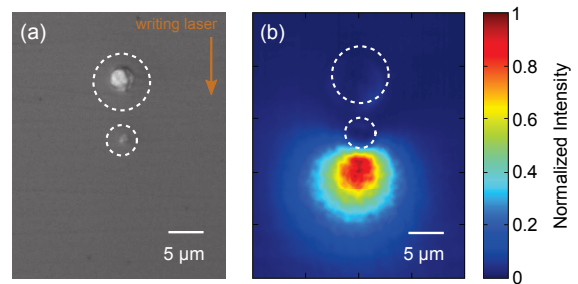 (a)
writing laser
5 μm
(b)
5 μm
1
0.8
0.6
0.4
0.2
0
Normalized Intensity